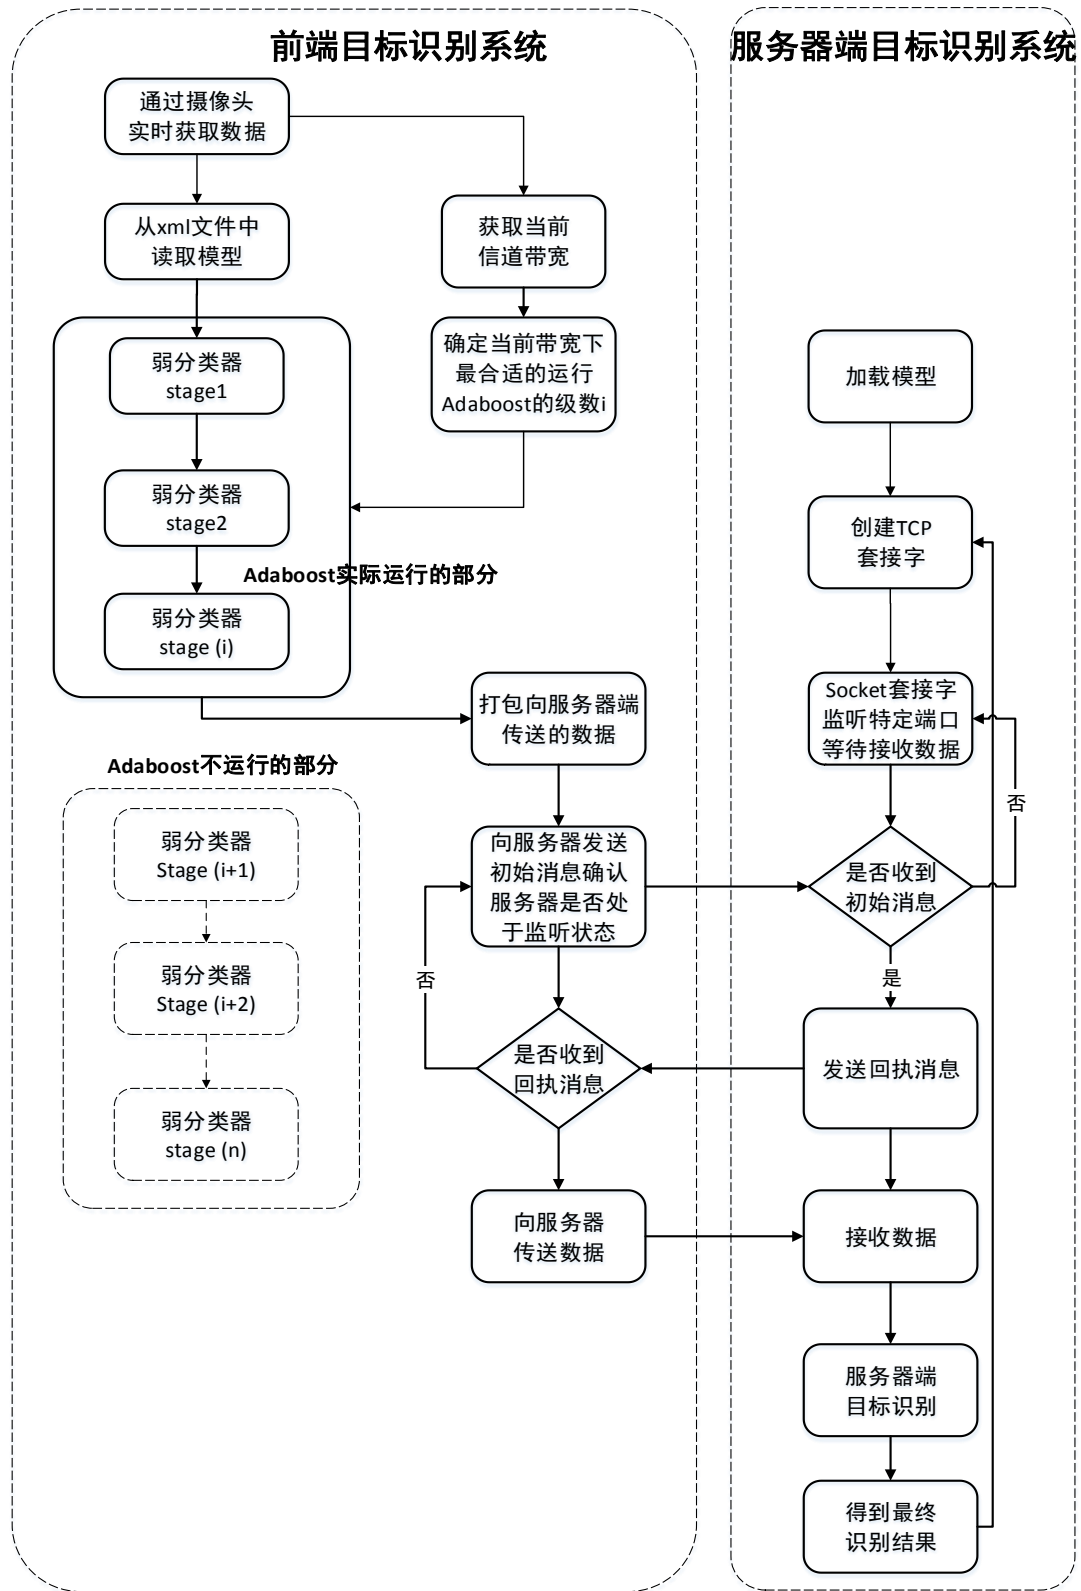 前端目标识别系统
服务器端目标识别系统
通过摄像头
实时获取数据
从xml文件中
读取模型
获取当前
信道带宽
确定当前带宽下
最合适的运行
Adaboost的级数i
弱分类器
stage1
弱分类器
stage2
Adaboost实际运行的部分
弱分类器
stage (i)
打包向服务器端
传送的数据
Adaboost不运行的部分
弱分类器
Stage (i+1)
弱分类器
Stage (i+2)
弱分类器
stage (n)
向服务器发送
初始消息确认
服务器是否处
于监听状态
否
是否收到
回执消息
向服务器
传送数据
加载模型
创建TCP
套接字
Socket套接字
监听特定端口
等待接收数据
否
是否收到
初始消息
是
发送回执消息
接收数据
服务器端
目标识别
得到最终
识别结果